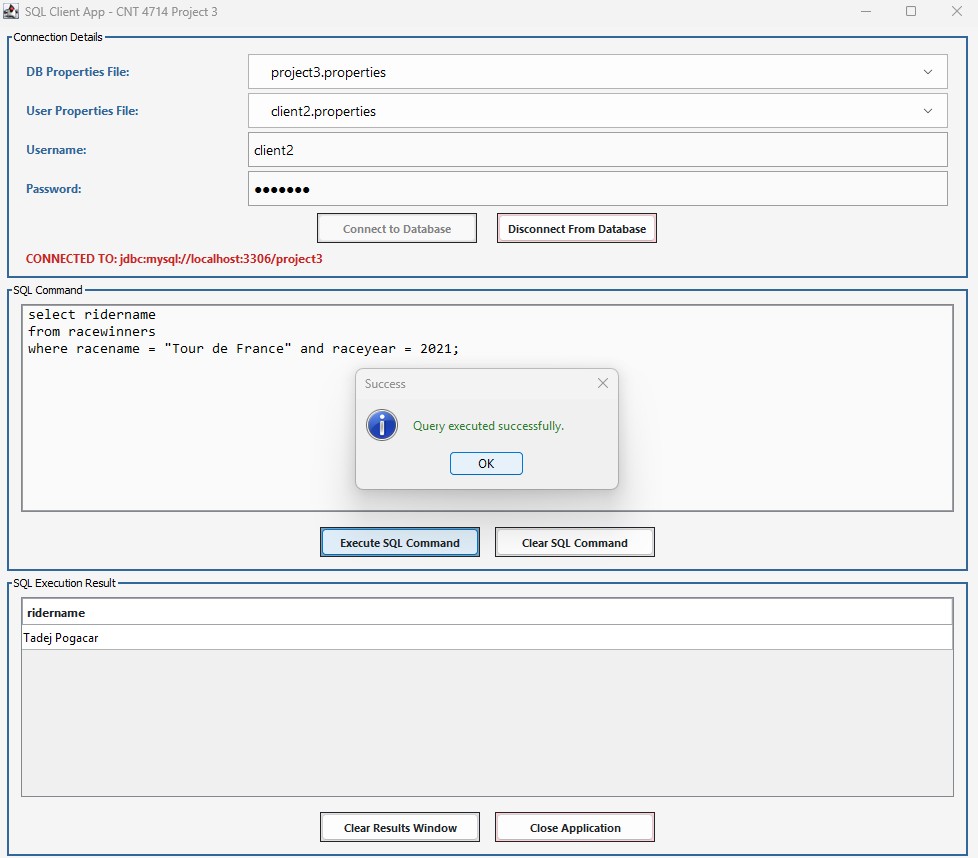 SQL Client App - CNT 4714 Project 3
Connection Details
DB Properties File:
project3.properties
User Properties File:
client2.properties
Username:
client2
Password:
●●●●●●●
Connect to Database
Disconnect From Database
CONNECTED TO: jdbc:mysql://localhost:3306/project3
SQL Command
select ridername
from racewinners
where racename = "Tour de France" and raceyear = 2021;
Success
Query executed successfully.
OK
Execute SQL Command
Clear SQL Command
SQL Execution Result
ridername
Tadej Pogacar
Clear Results Window
Close Application